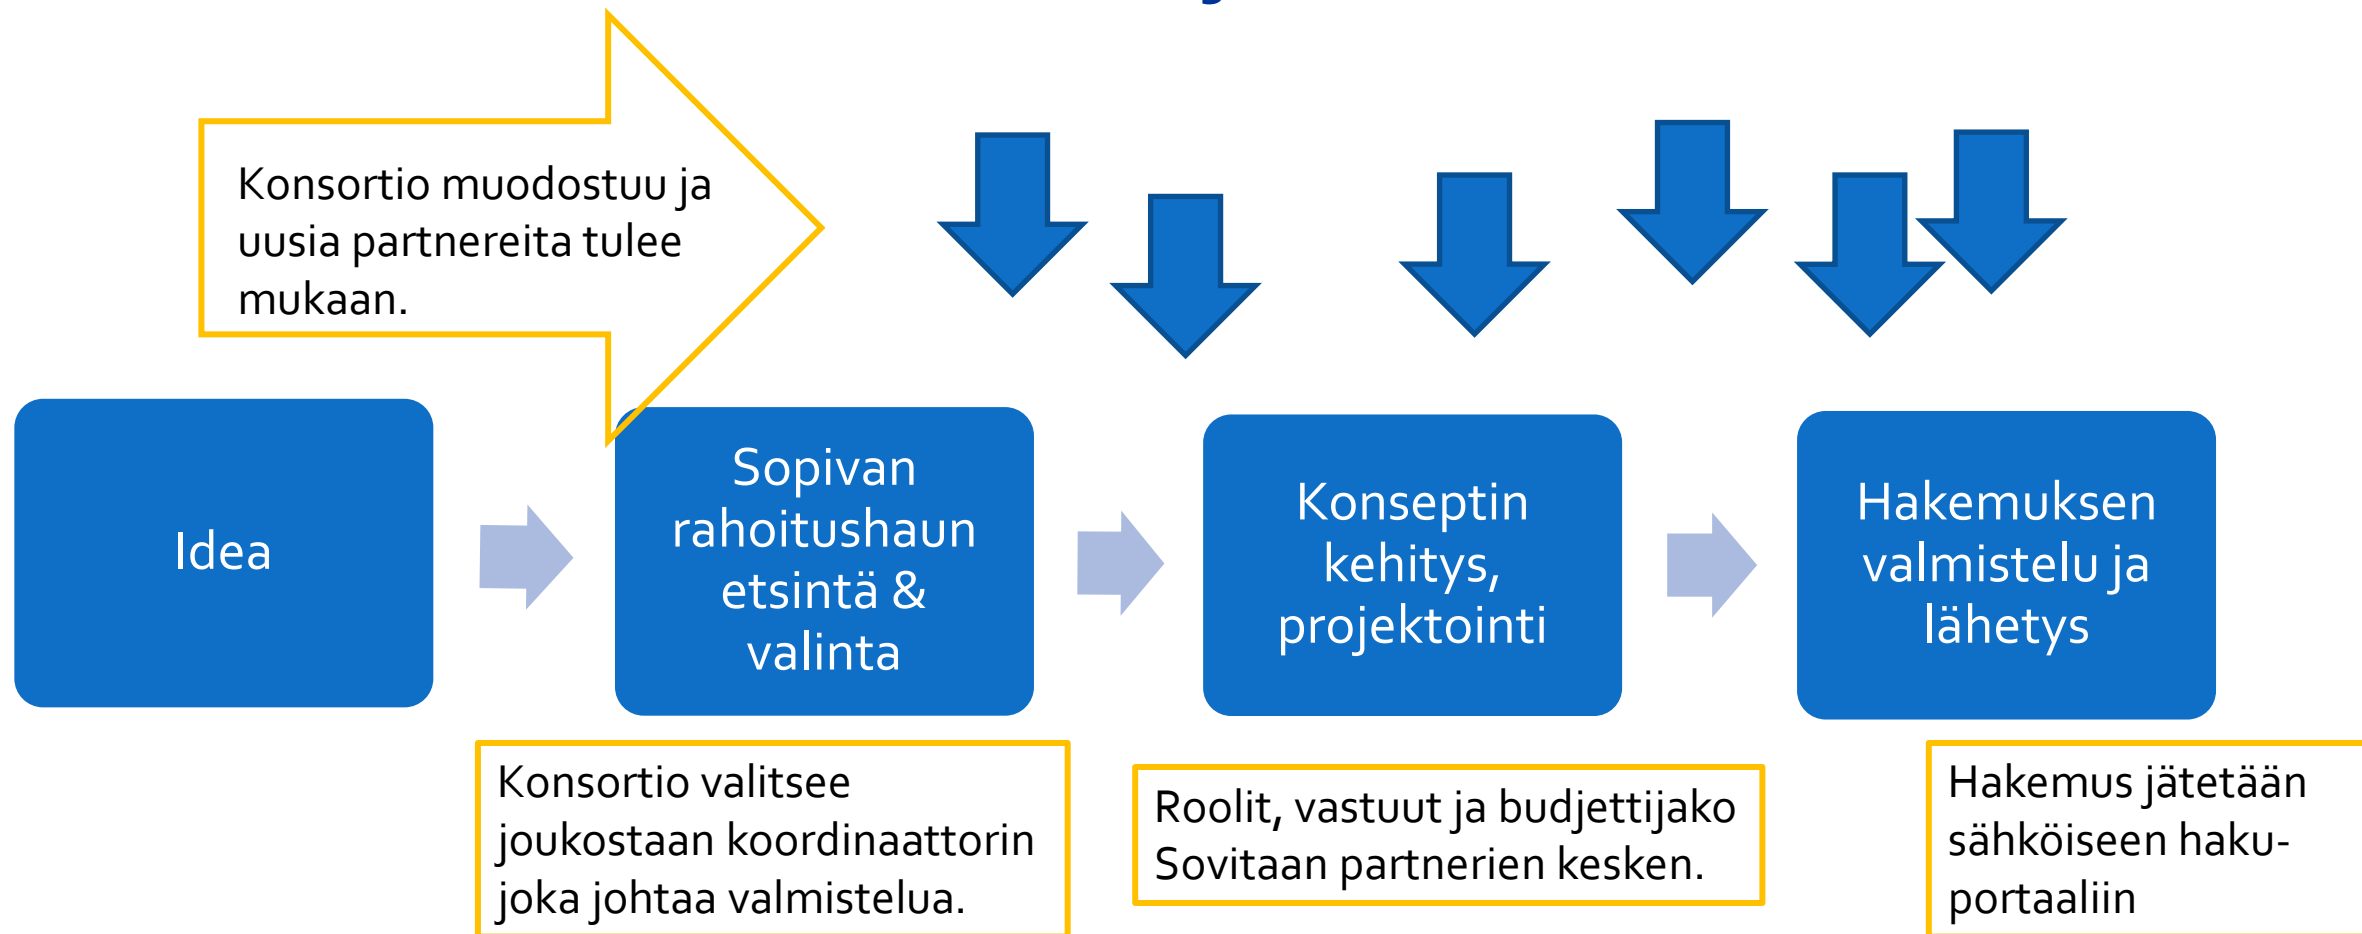 Konsortio muodostuu ja
uusia partnereita tulee
mukaan.
Idea
Sopivan
rahoitushaun
etsintä &
valinta
Konseptin
kehitys,
projektointi
Hakemuksen
valmistelu ja
lähetys
Konsortio valitsee
joukostaan koordinaattorin
joka johtaa valmistelua.
Roolit, vastuut ja budjettijako
Sovitaan partnerien kesken.
Hakemus jätetään
sähköiseen haku-
portaaliin